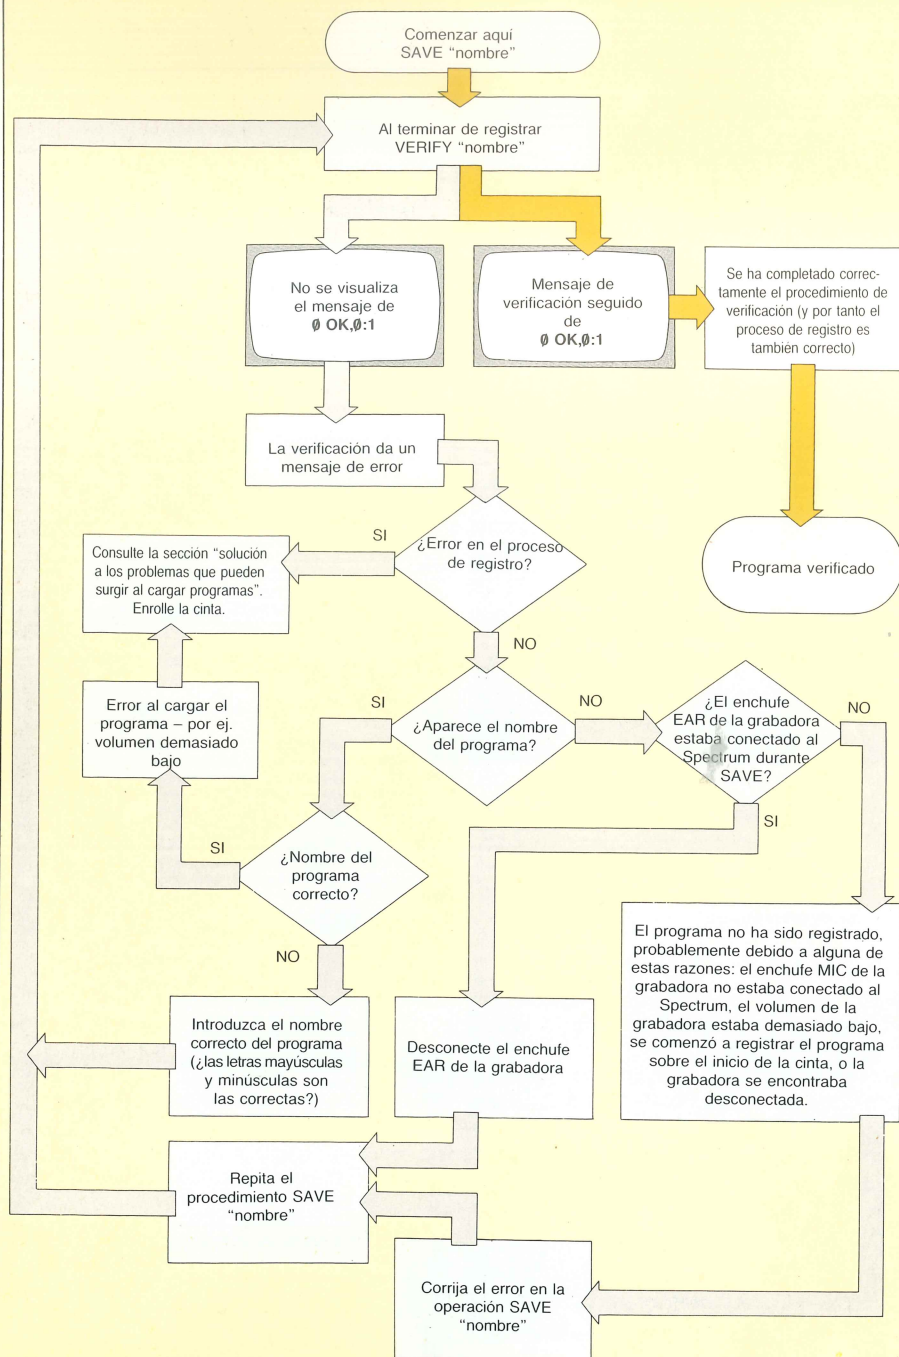 Comenzar aquí
SAVE “nombre”
Al terminar de registrar
VERIFY “nombre”
No se visualiza
el mensaje de
0 OK,0:1
Mensaje de
verificación seguido
de
0 OK,0:1
Se ha completado correc-
tamente el procedimiento de
verificación (y por tanto el
proceso de registro es
también correcto)
La verificación da un
mensaje de error
SI
¿Error en el proceso
de registro?
Consulte la sección “solución
a los problemas que pueden
surgir al cargar programas”.
Enrolle la cinta.
Programa verificado
NO
Error al cargar el
programa – por ej.
volumen demasiado
bajo
SI
¿Aparece el nombre
del programa?
NO
¿El enchufe
EAR de la grabadora
estaba conectado al
Spectrum durante
SAVE?
NO
SI
SI
¿Nombre del
programa
correcto?
NO
El programa no ha sido registrado,
probablemente debido a alguna de
estas razones: el enchufe MIC de la
grabadora no estaba conectado al
Spectrum, el volumen de la
grabadora estaba demasiado bajo,
se comenzó a registrar el programa
sobre el inicio de la cinta, o la
grabadora se encontraba
desconectada.
Introduzca el nombre
correcto del programa
(¿las letras mayúsculas
y minúsculas son
las correctas?)
Desconecte el enchufe
EAR de la grabadora
Repita el
procedimiento SAVE
“nombre”
Corrija el error en la
operación SAVE
“nombre”